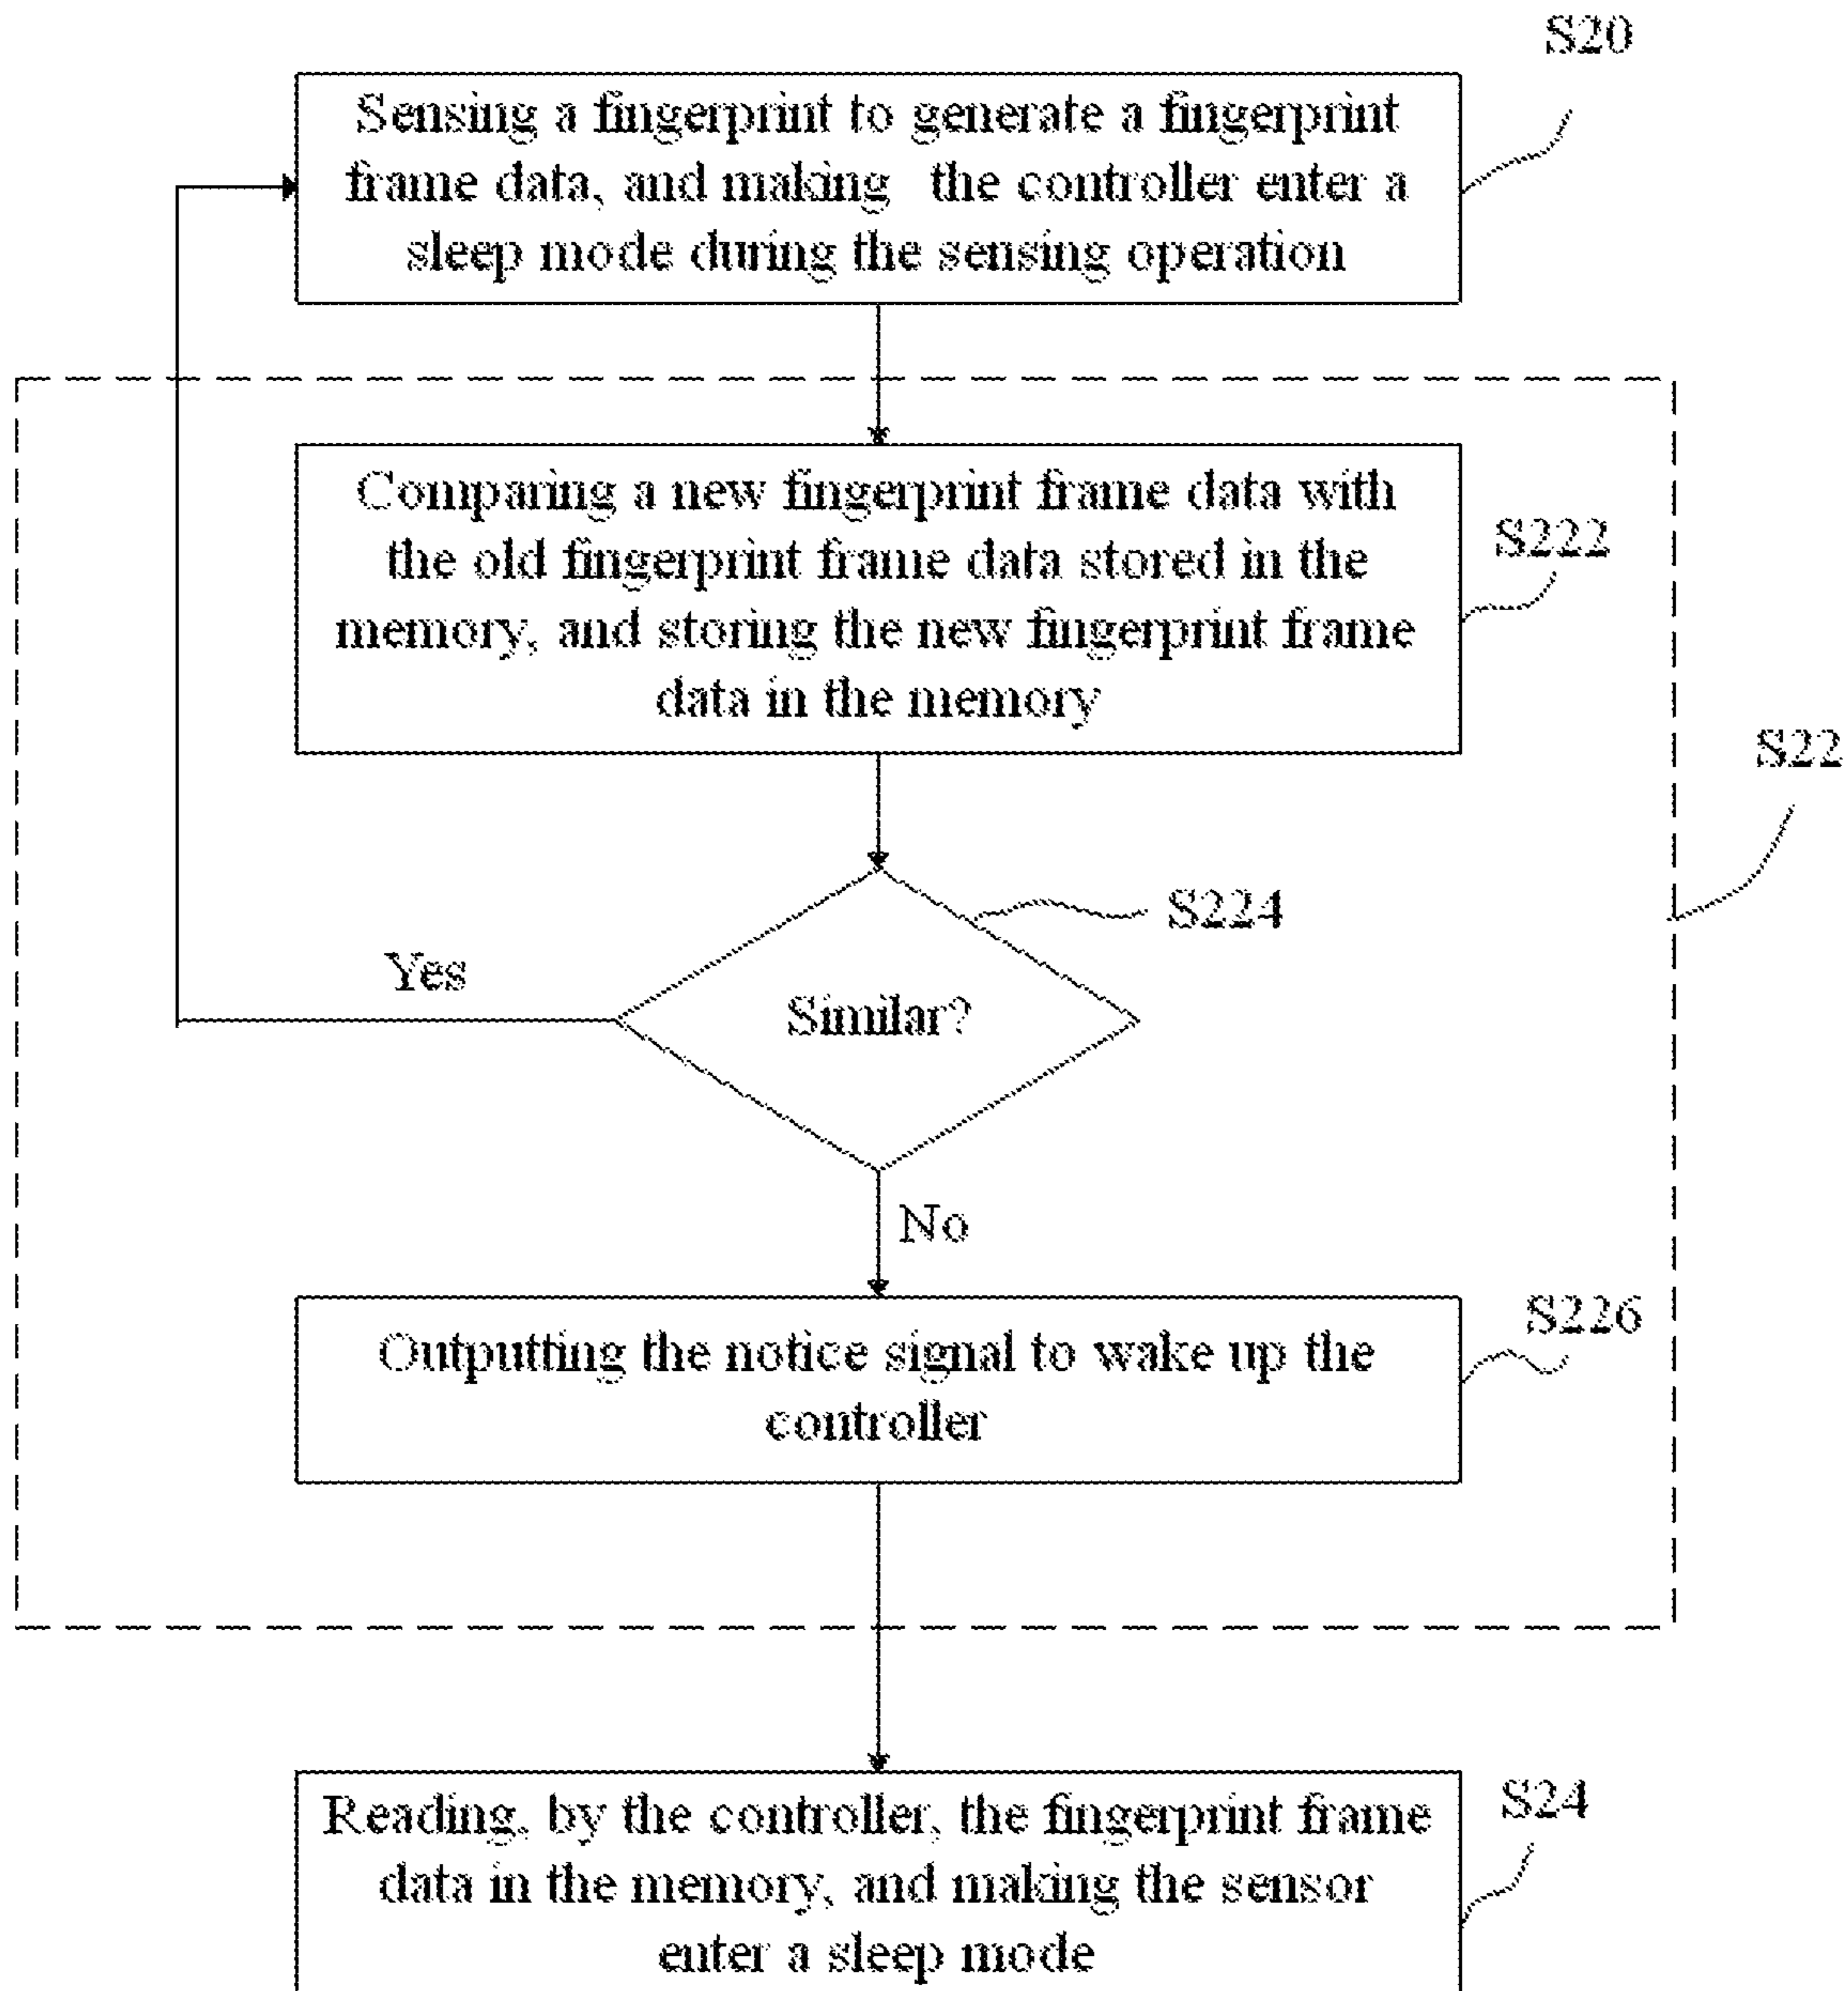 S20
Sensing a fingerprint to generate a fingerprint
frame data, and making the controller enter a
sleep mode during the sensing operation
Comparing a new fingerprint frame data with
the old fingerprint frame data stored in the
memory, and storing the new fingerprint frame
data in the memory
S222
S22
S224
Yes
Similar?
No
S226
Outputting the notice signal to wake up the
controller
S24
Reading, by the controller, the fingerprint frame
data in the memory, and making the sensor
enter a sleep mode